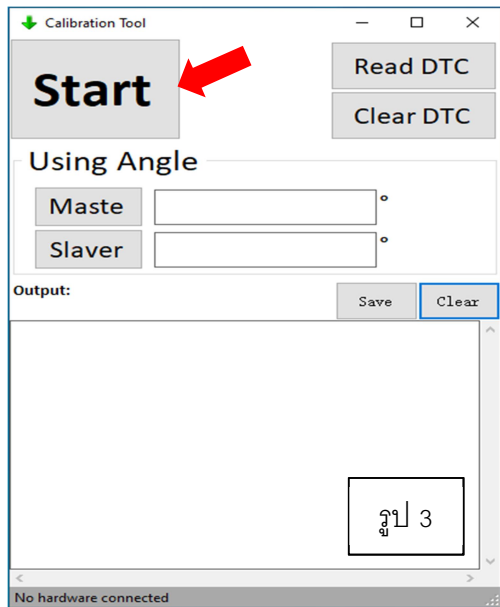 Calibration Tool
Start
Read DTC
Clear DTC
Using Angle
Maste
°
Slaver
°
Output:
Save
Clear
รูป 3
No hardware connected